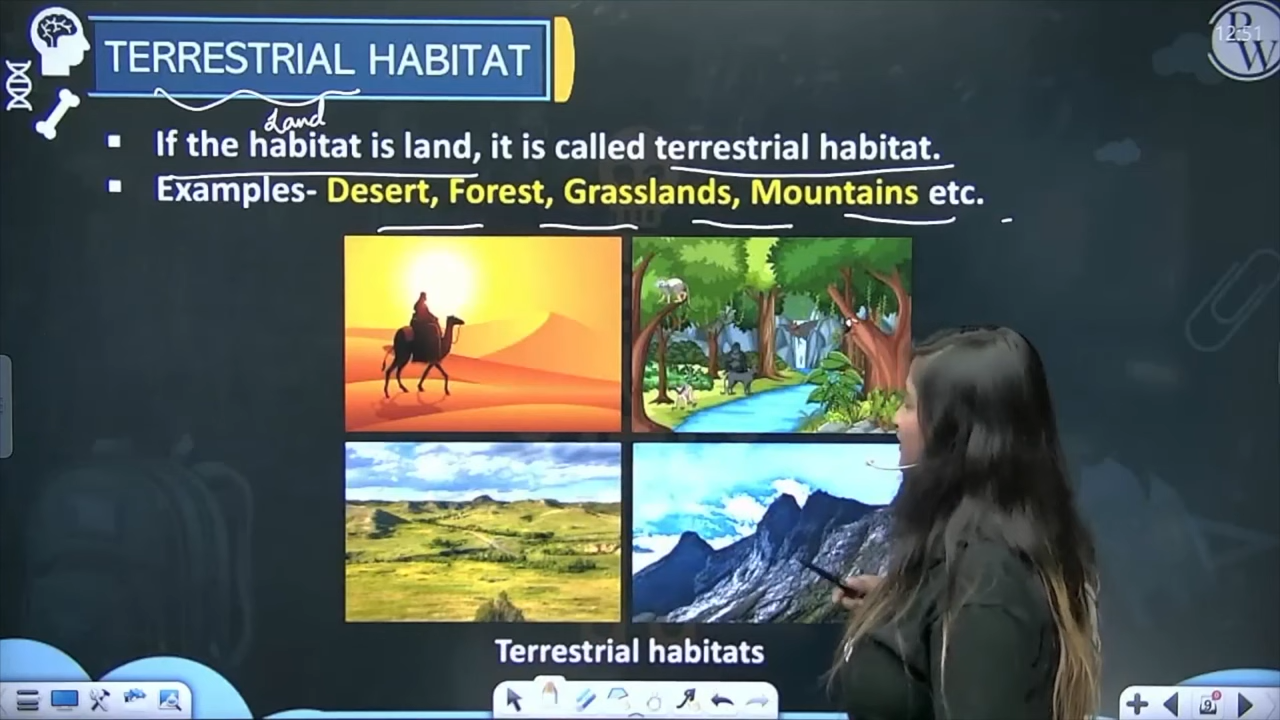 TERRESTRIAL HABITAT
12:51
P
W
Land
▪ If the habitat is land, it is called terrestrial habitat.
▪ Examples- Desert, Forest, Grasslands, Mountains etc.
Terrestrial habitats
9